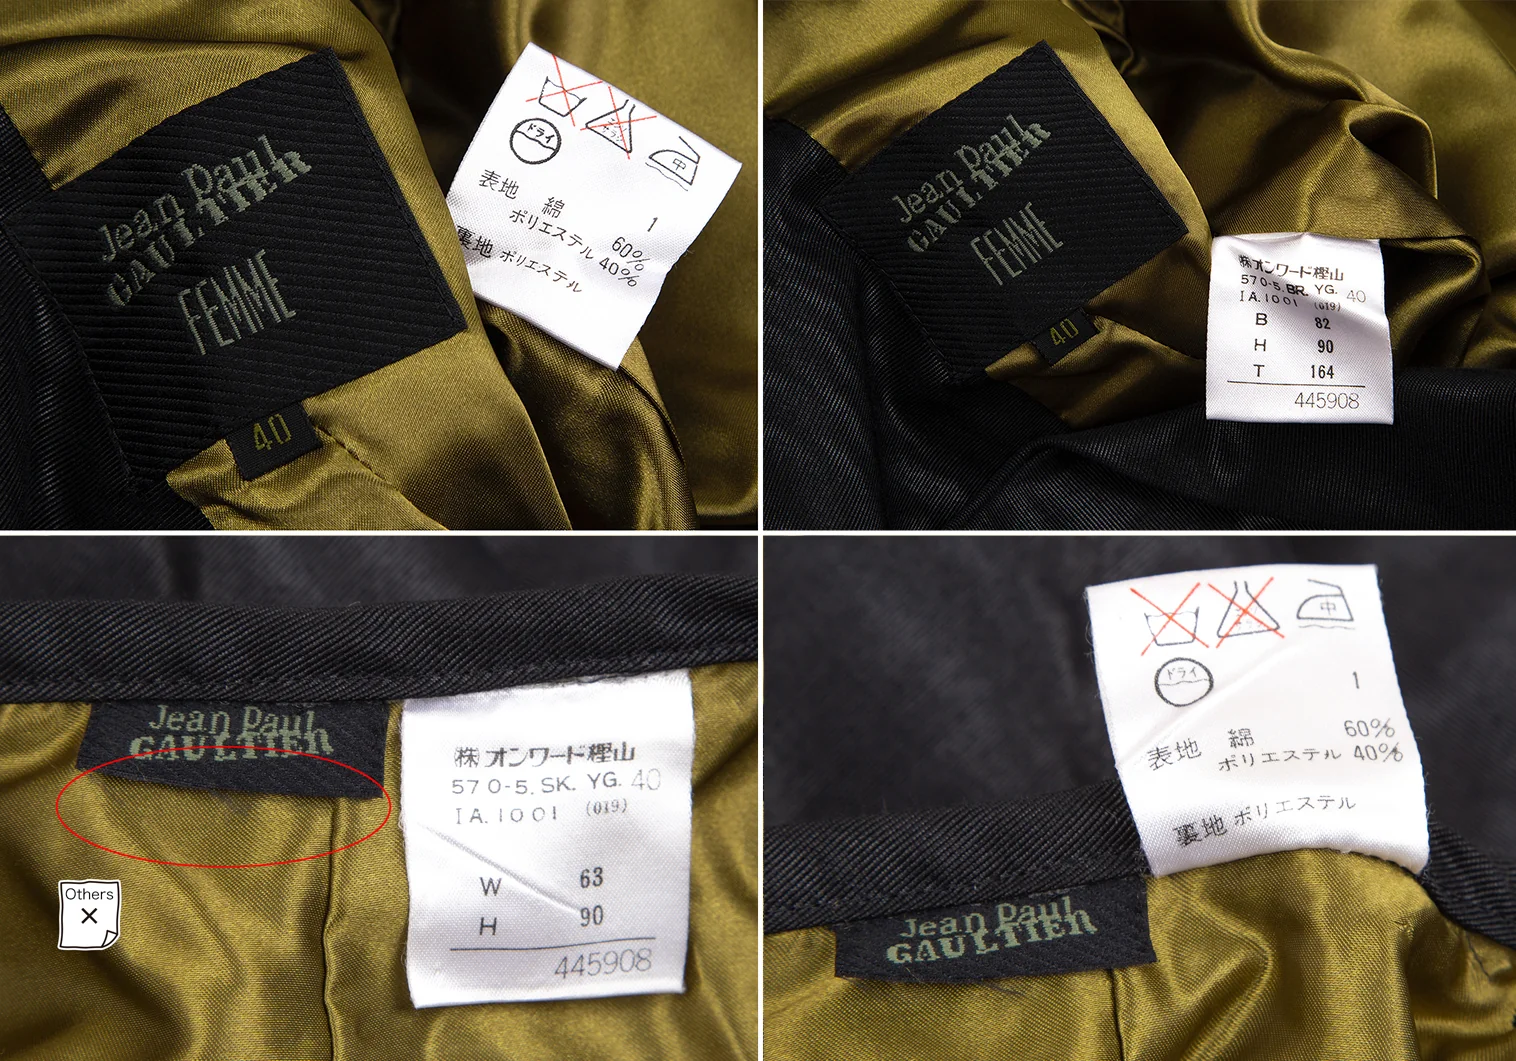 Jean Paul
GAULTIER
FEMME
40
ドライ
中
1
表地 綿 60%
ポリエステル 40%
裏地 ポリエステル
Jean Paul
GAULTIER
FEMME
40
㈱オンワード樫山
570-5. BR. YG. 40
IA.1001 (019)
B 82
H 90
T 164
445908
Jean Paul
GAULTIER
㈱オンワード樫山
570-5. SK. YG. 40
IA.1001 (019)
W 63
H 90
445908
Others
×
中
ドライ
1
表地 綿 60%
ポリエステル 40%
裏地 ポリエステル
Jean Paul
GAULTIER